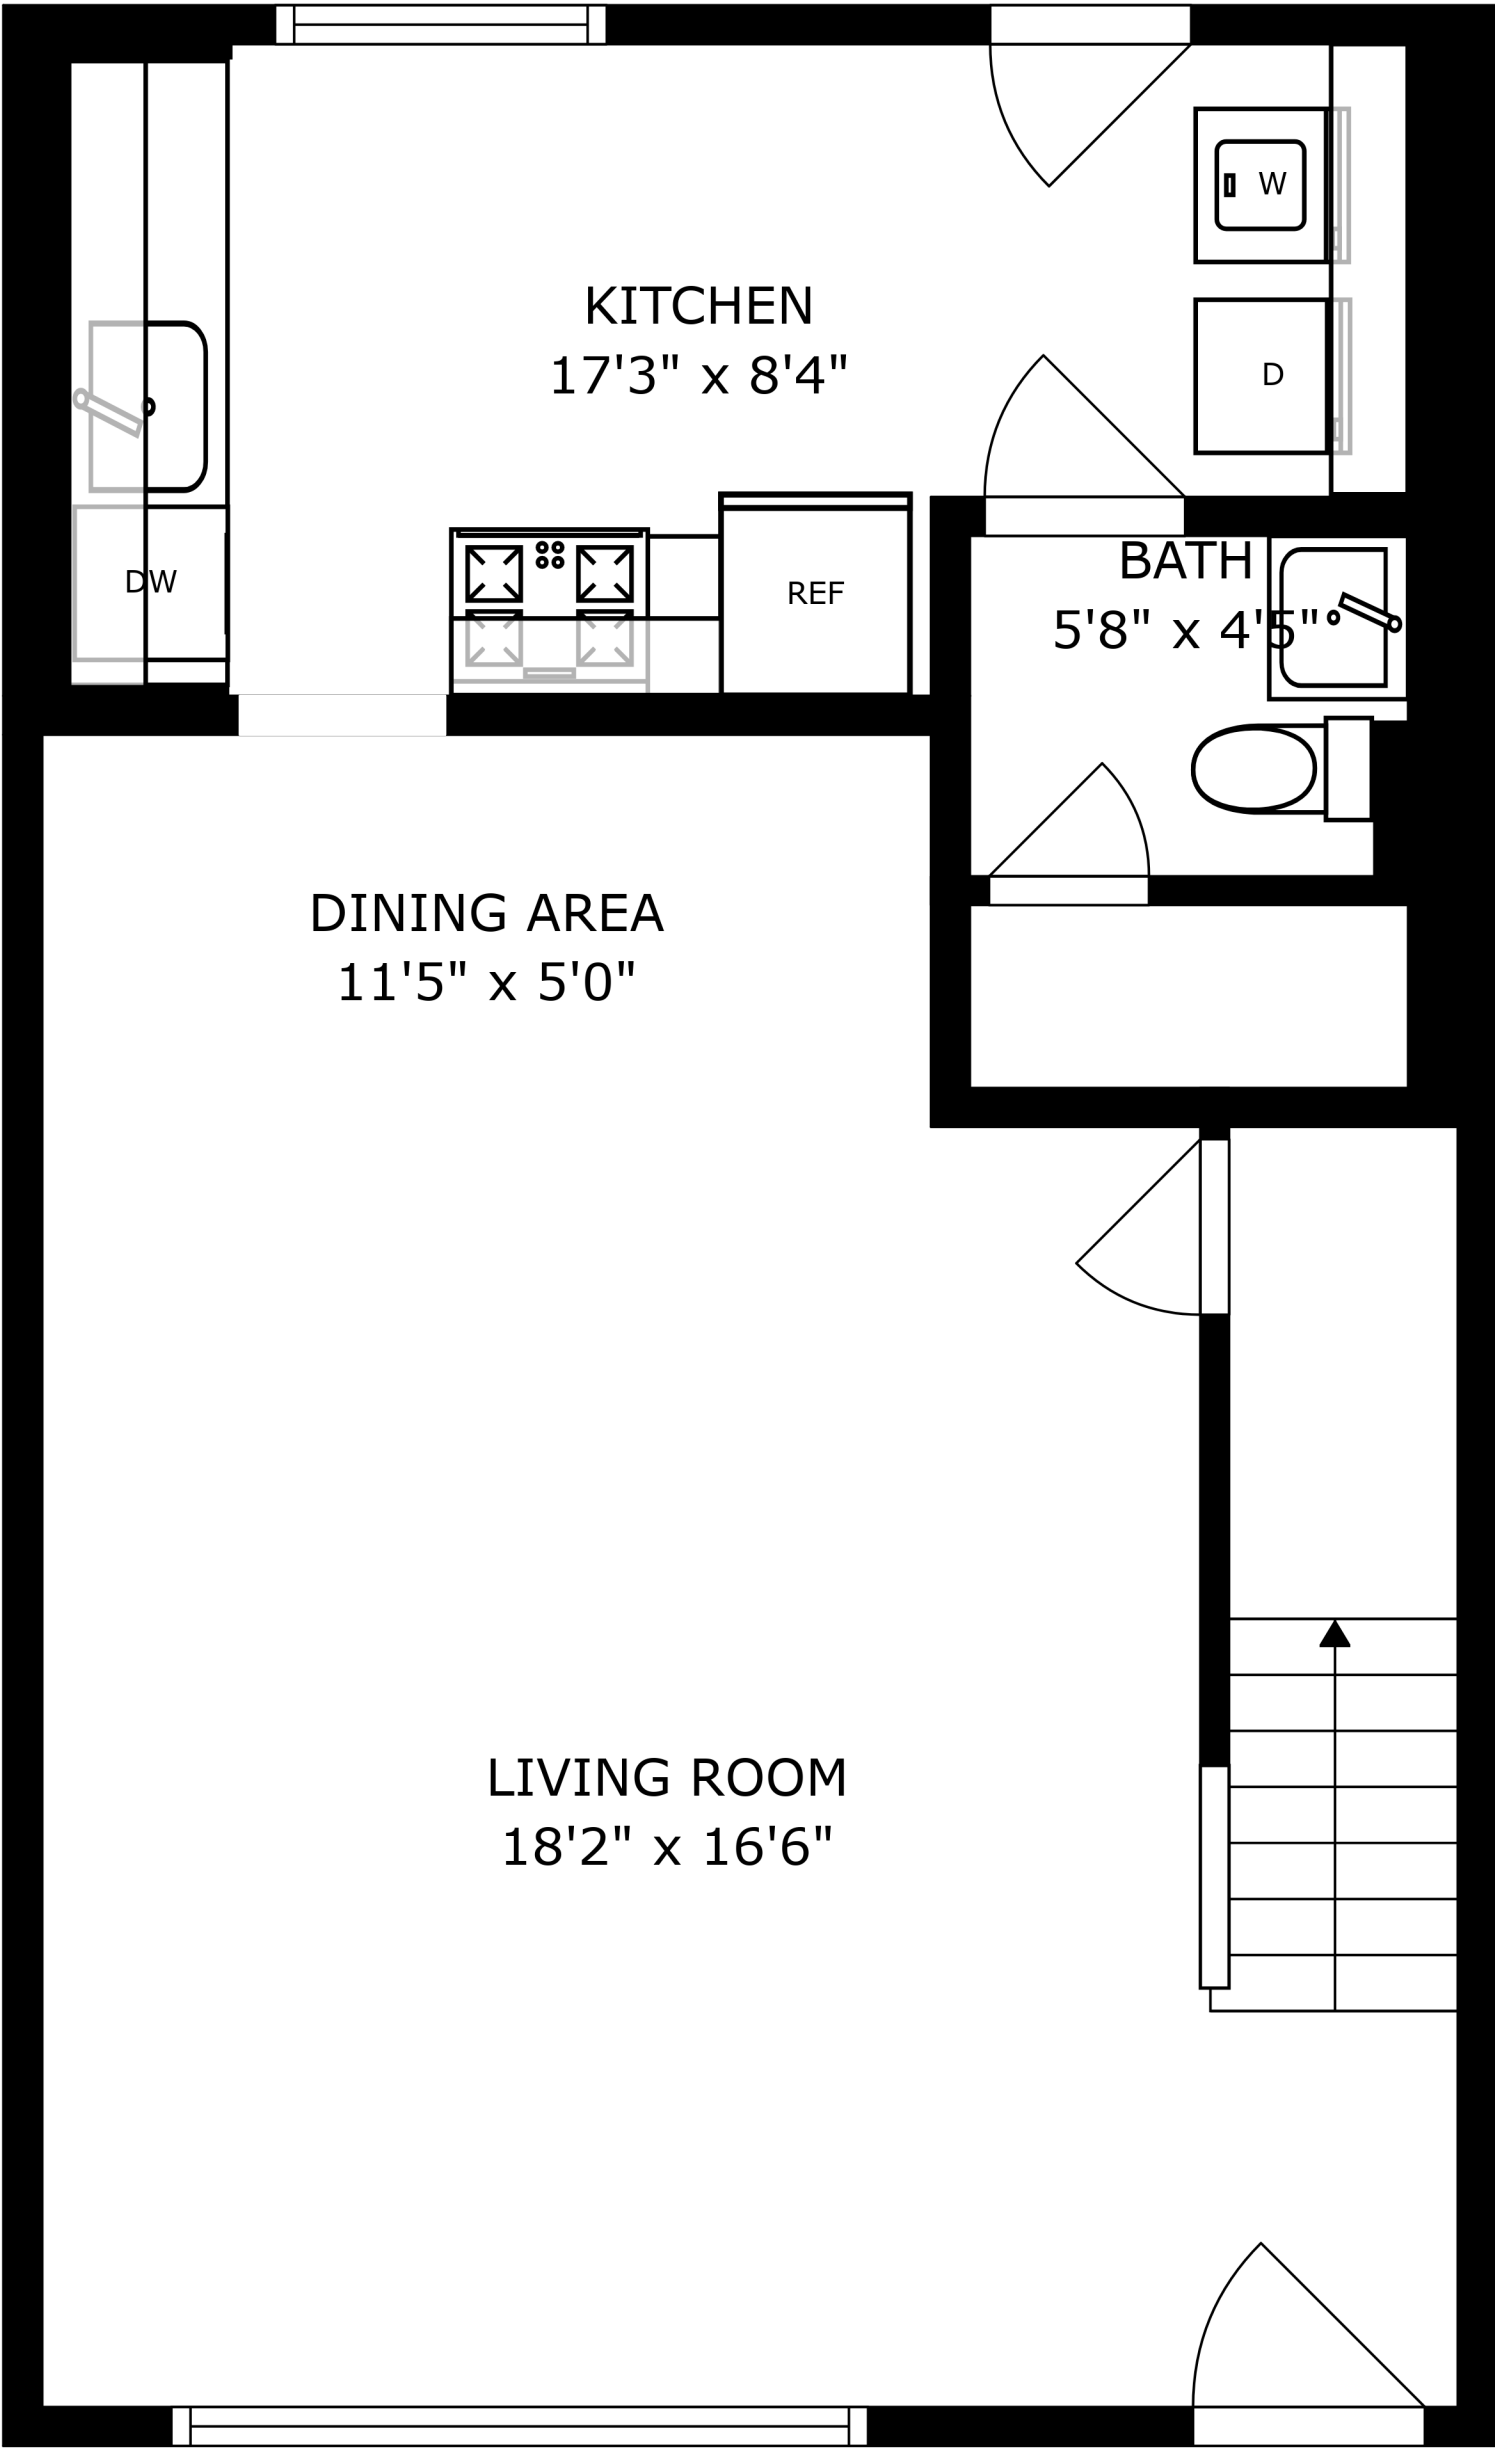 W
KITCHEN
17'3" x 8'4"
D
DW
REF
BATH
5'8" x 4'5"
DINING AREA
11'5" x 5'0"
LIVING ROOM
18'2" x 16'6"